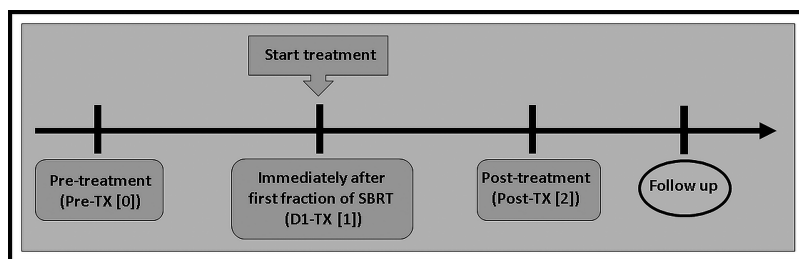 Start treatment
Pre-treatment
(Pre-TX [0])
Immediately after
first fraction of SBRT
(D1-TX [1])
Post-treatment
(Post-TX [2])
Follow up